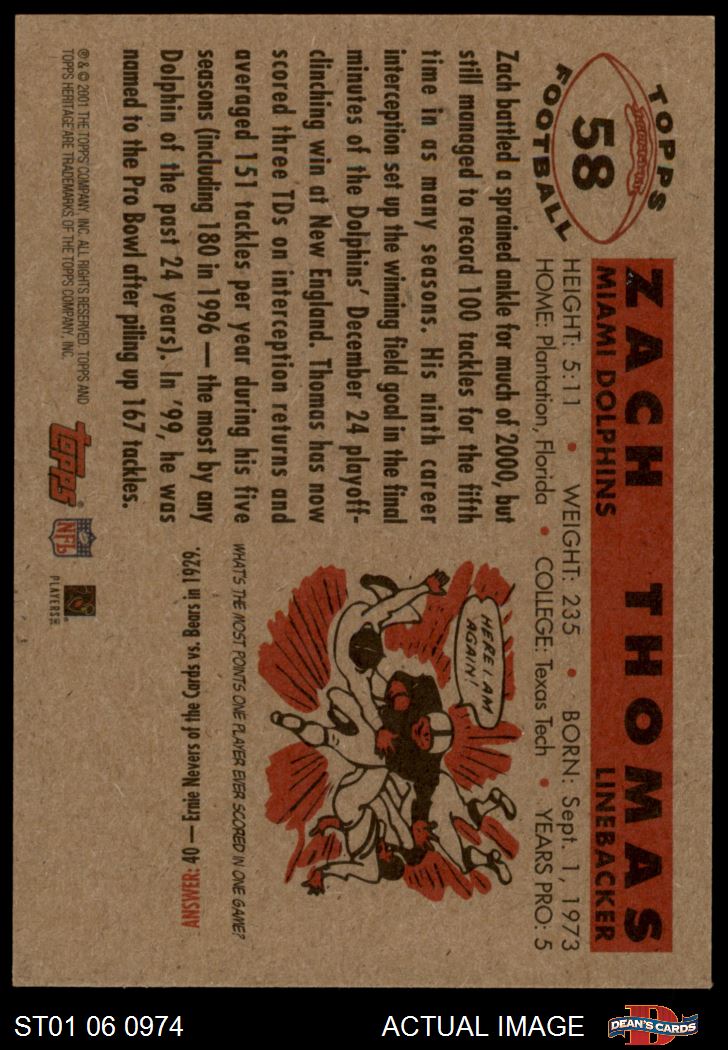 TOPPS
58
FOOTBALL
ZACH THOMAS
MIAMI DOLPHINS LINEBACKER
HEIGHT: 5:11 • WEIGHT: 235 • BORN: Sept. 1, 1973
HOME: Plantation, Florida • COLLEGE: Texas Tech • YEARS PRO: 5
Zach battled a sprained ankle for much of 2000, but
still managed to record 100 tackles for the fifth
time in as many seasons. His ninth career
interception set up the winning field goal in the final
minutes of the Dolphins' December 24 playoff-
clinching win at New England. Thomas has now
scored three TDs on interception returns and
averaged 151 tackles per year during his five
seasons (including 180 in 1996 — the most by any
Dolphin of the past 24 years). In '99, he was
named to the Pro Bowl after piling up 167 tackles.
HERE I AM
AGAIN!
WHAT'S THE MOST POINTS ONE PLAYER EVER SCORED IN ONE GAME?
ANSWER: 40 — Ernie Nevers of the Cards vs. Bears in 1929.
® & © 2001 THE TOPPS COMPANY, INC. ALL RIGHTS RESERVED. TOPPS AND
TOPPS HERITAGE ARE TRADEMARKS OF THE TOPPS COMPANY, INC.
topps®
NFL
PLAYERS
ST01 06 0974
ACTUAL IMAGE
D
DEAN'S CARDS